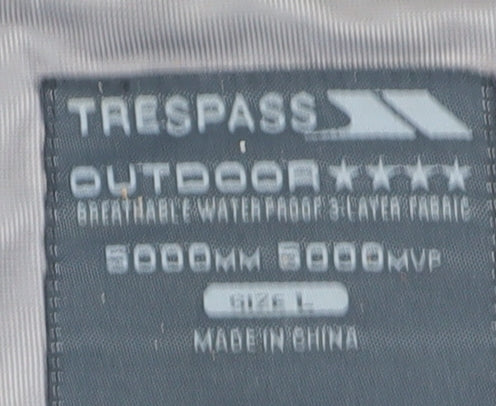 TRESPASS
OUTDOOR ★★★★
BREATHABLE WATERPROOF 3-LAYER FABRIC
5000MM 5000MVP
SIZE L
MADE IN CHINA